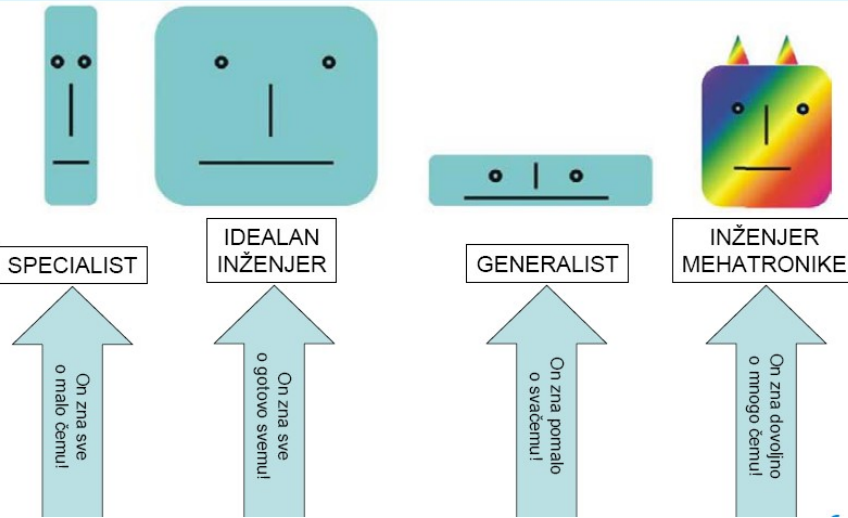 SPECIALIST
IDEALAN
INŽENJER
GENERALIST
INŽENJER
MEHATRONIKE
On zna sve
o malo čemu!
On zna sve
o gotovo svemu!
On zna pomalo
o svačemu!
On zna dovoljno
o mnogo čemu!